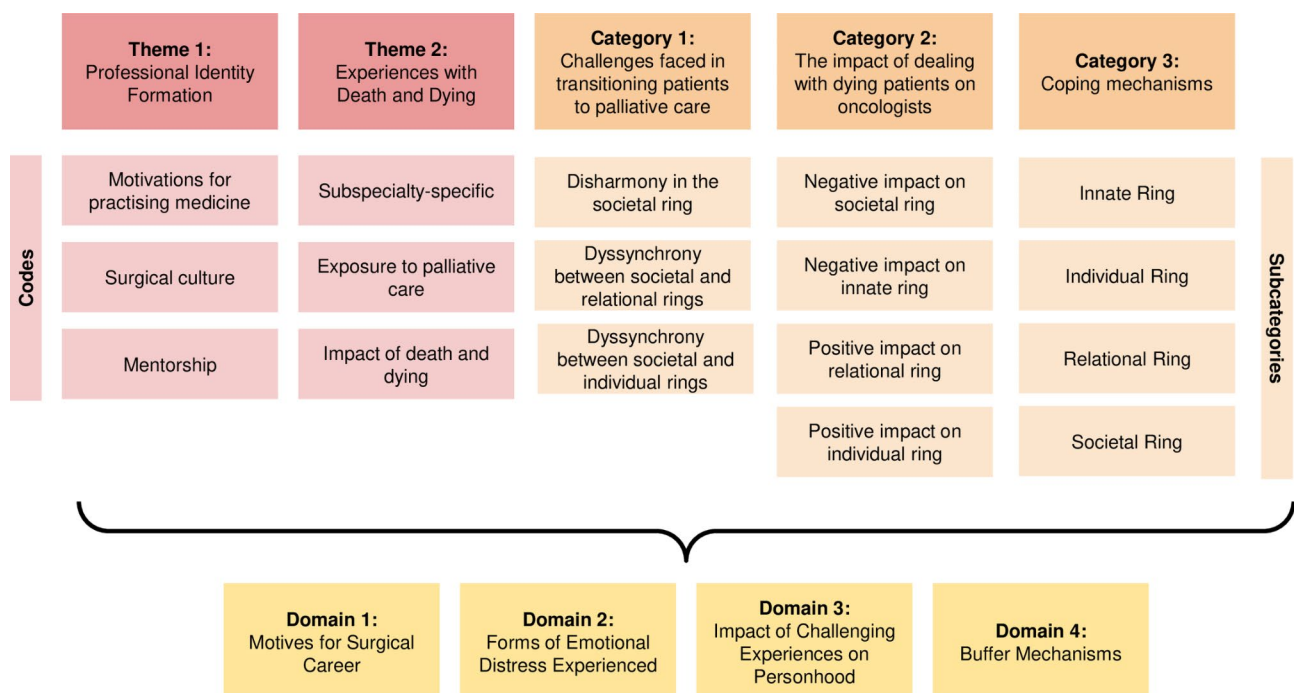 Theme 1:
Professional Identity
Formation
Theme 2:
Experiences with
Death and Dying
Category 1:
Challenges faced in
transitioning patients
to palliative care
Category 2:
The impact of dealing
with dying patients on
oncologists
Category 3:
Coping mechanisms
Codes
Motivations for
practising medicine
Surgical culture
Mentorship
Subspecialty-specific
Exposure to palliative
care
Impact of death and
dying
Disharmony in the
societal ring
Dyssynchrony
between societal and
relational rings
Dyssynchrony
between societal and
individual rings
Negative impact on
societal ring
Negative impact on
innate ring
Positive impact on
relational ring
Positive impact on
individual ring
Innate Ring
Individual Ring
Relational Ring
Societal Ring
Subcategories
Domain 1:
Motives for Surgical
Career
Domain 2:
Forms of Emotional
Distress Experienced
Domain 3:
Impact of Challenging
Experiences on
Personhood
Domain 4:
Buffer Mechanisms